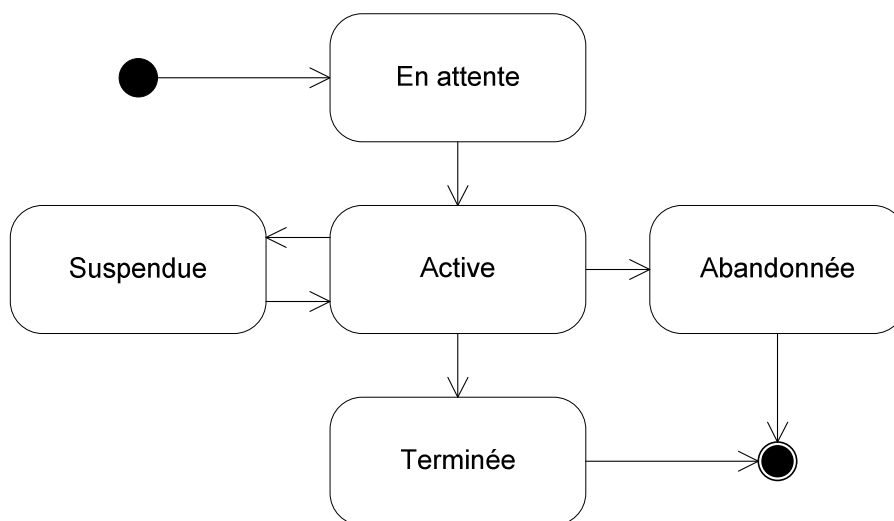 En attente
Suspendue
Active
Abandonnée
Terminée